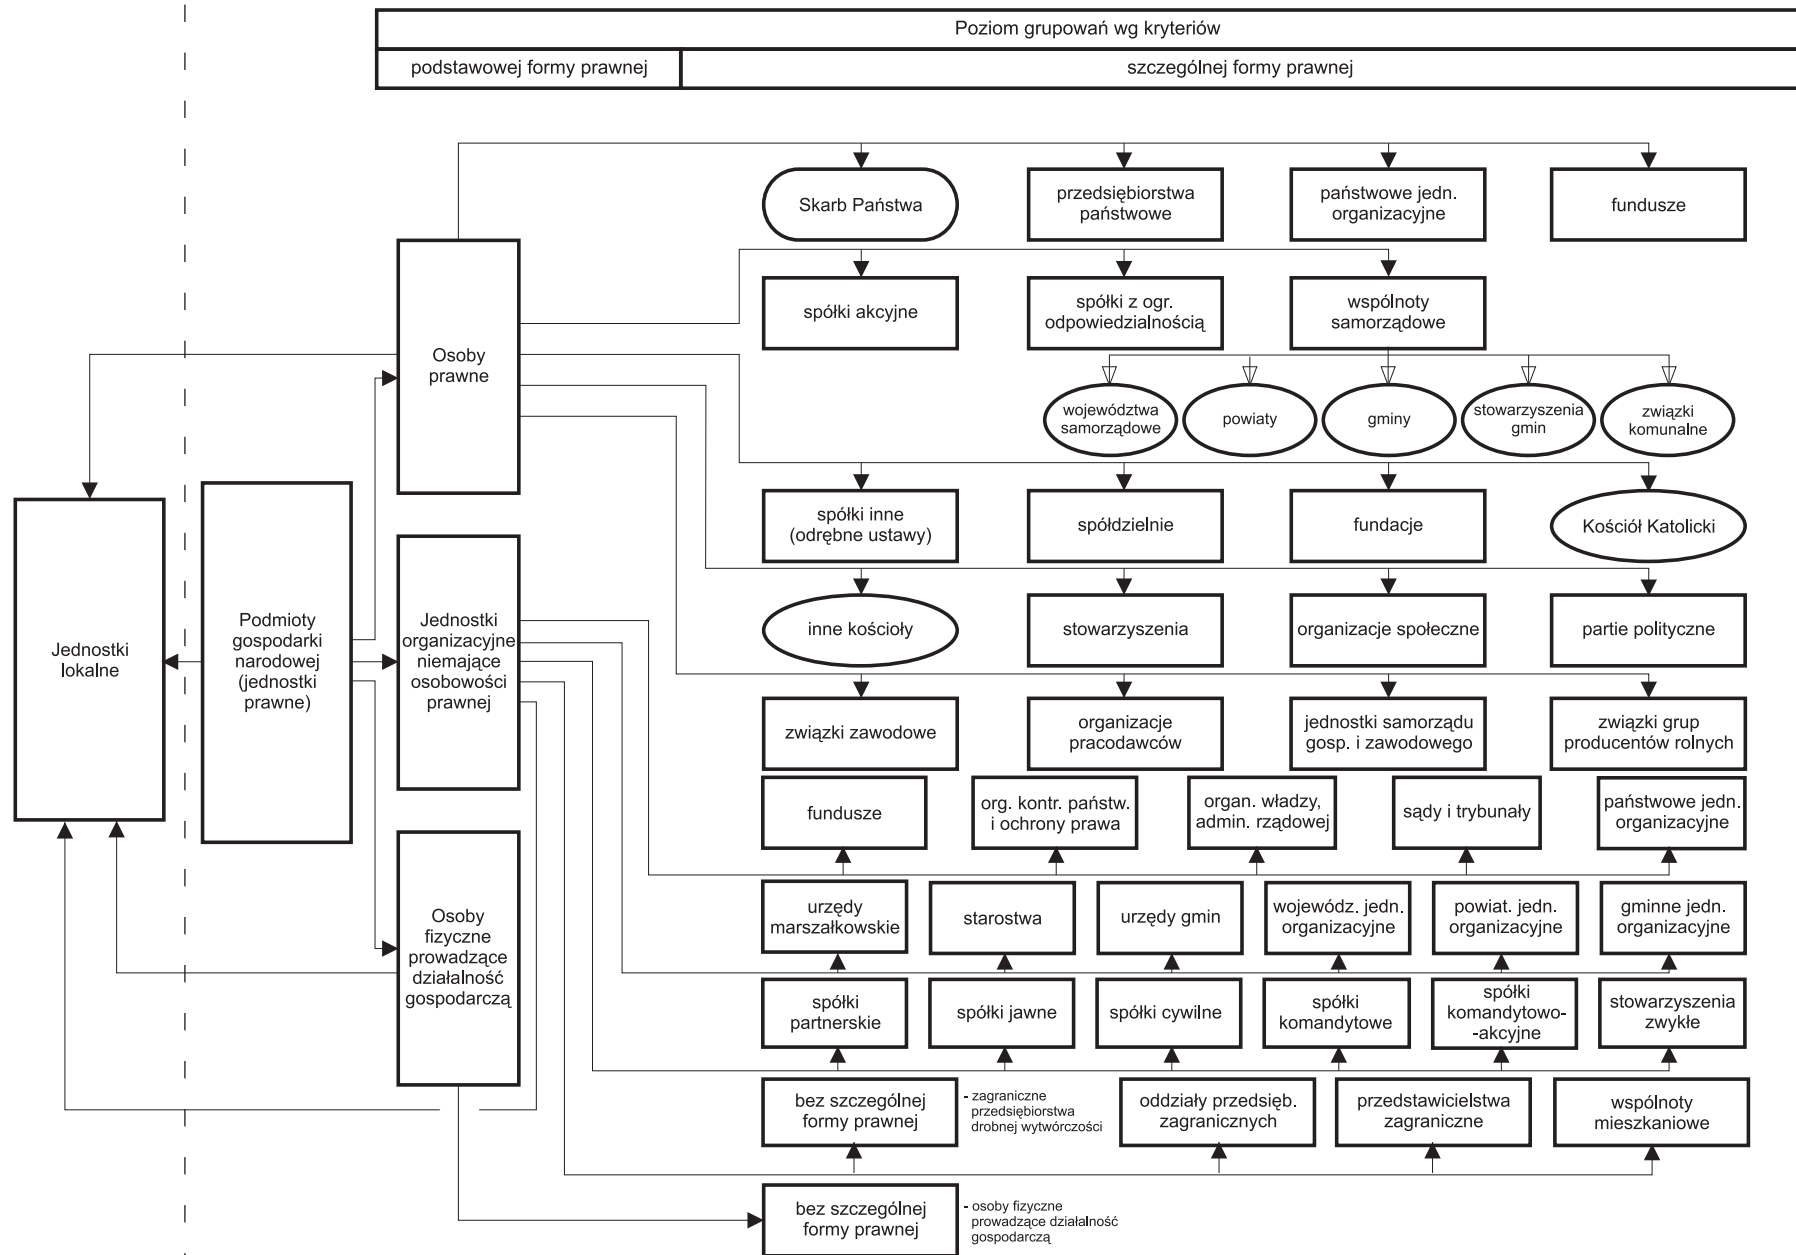 Poziom grupowań wg kryteriów
podstawowej formy prawnej
szczególnej formy prawnej
Skarb Państwa
przedsiębiorstwa
państwowe
państwowe jedn.
organizacyjne
fundusze
spółki akcyjne
spółki z ogr.
odpowiedzialnością
wspólnoty
samorządowe
Osoby
prawne
województwa
samorządowe
powiaty
gminy
stowarzyszenia
gmin
związki
komunalne
spółki inne
(odrębne ustawy)
spółdzielnie
fundacje
Kościół Katolicki
Jednostki
lokalne
Podmioty
gospodarki
narodowej
(jednostki
prawne)
Jednostki
organizacyjne
niemające
osobowości
prawnej
inne kościoły
stowarzyszenia
organizacje społeczne
partie polityczne
związki zawodowe
organizacje
pracodawców
jednostki samorządu
gosp. i zawodowego
związki grup
producentów rolnych
fundusze
org. kontr. państw.
i ochrony prawa
organ. władzy,
admin. rządowej
sądy i trybunały
państwowe jedn.
organizacyjne
Osoby
fizyczne
prowadzące
działalność
gospodarczą
urzędy
marszałkowskie
starostwa
urzędy gmin
wojewódz. jedn.
organizacyjne
powiat. jedn.
organizacyjne
gminne jedn.
organizacyjne
spółki
partnerskie
spółki jawne
spółki cywilne
spółki
komandytowe
spółki
komandytowo-
-akcyjne
stowarzyszenia
zwykłe
bez szczególnej
formy prawnej
- zagraniczne
przedsiębiorstwa
drobnej wytwórczości
oddziały przedsięb.
zagranicznych
przedstawicielstwa
zagraniczne
wspólnoty
mieszkaniowe
bez szczególnej
formy prawnej
- osoby fizyczne
prowadzące działalność
gospodarczą